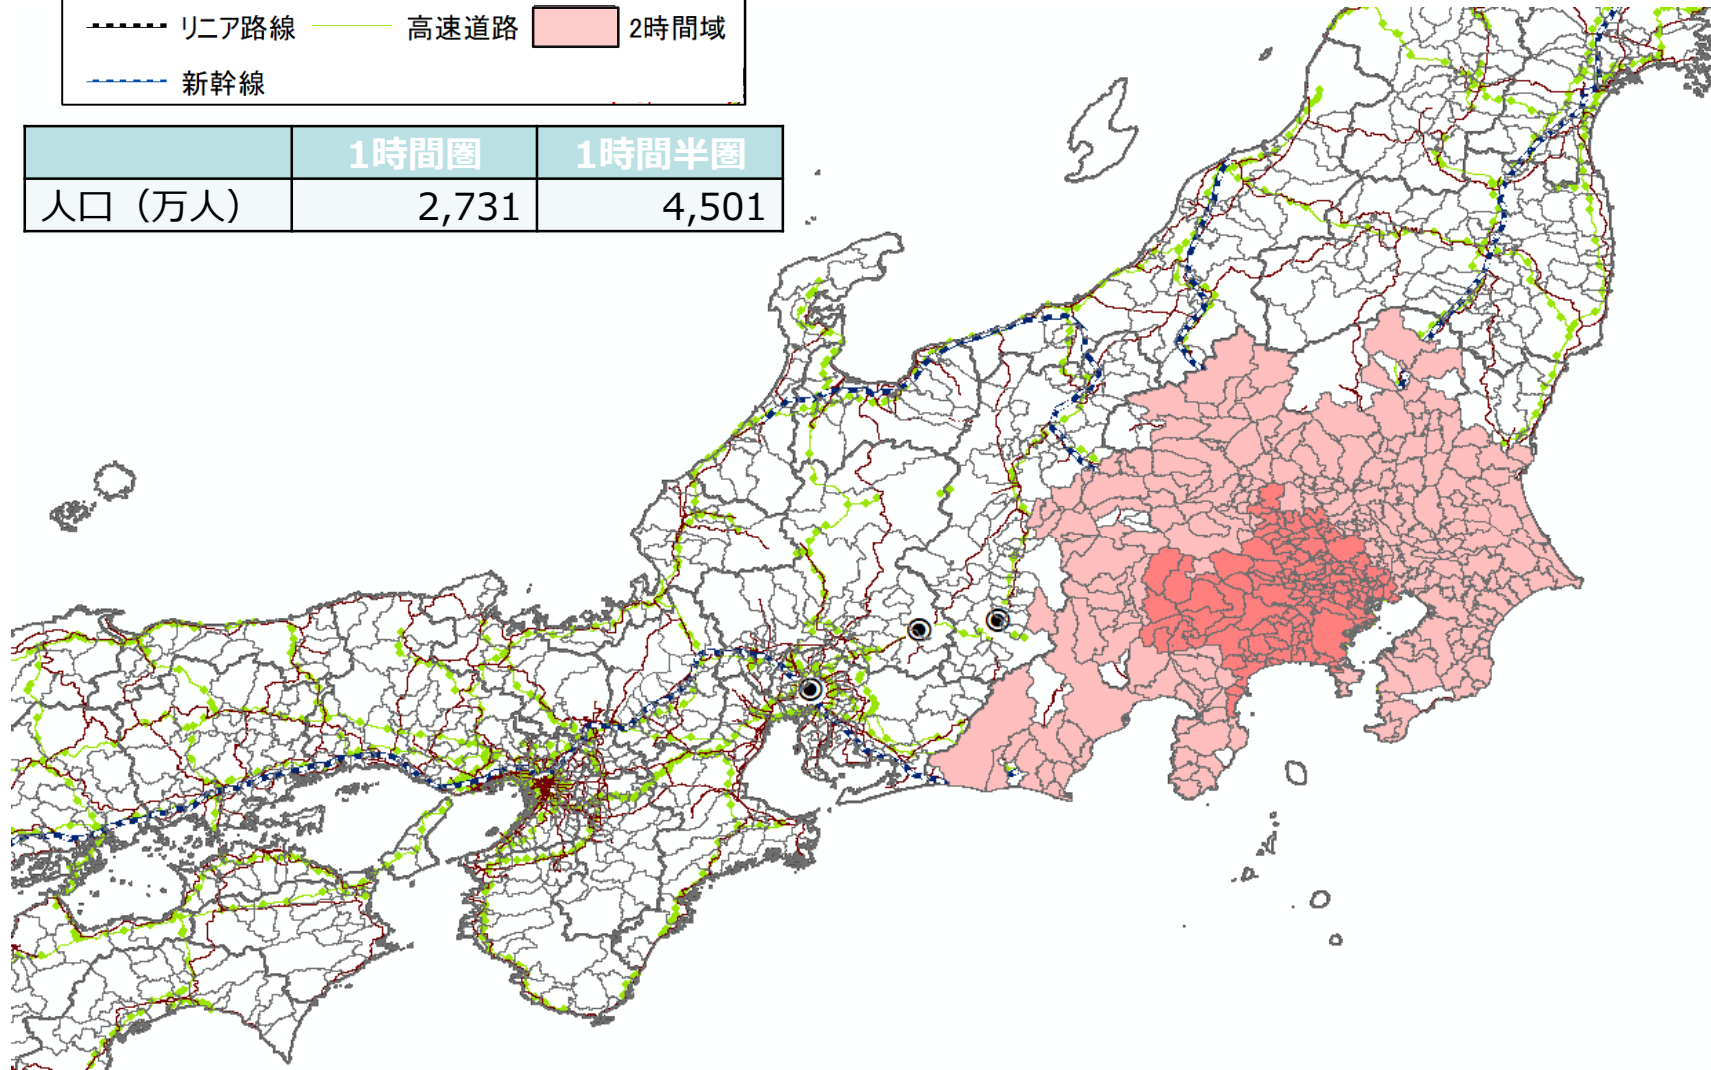 リニア路線 高速道路 2時間域
新幹線
1時間圏 1時間半圏
人口（万人） 2,731 4,501